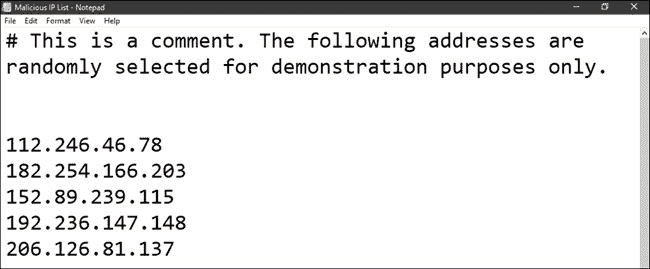 Malicious IP List - Notepad
File Edit Format View Help
# This is a comment. The following addresses are
randomly selected for demonstration purposes only.
112.246.46.78
182.254.166.203
152.89.239.115
192.236.147.148
206.126.81.137